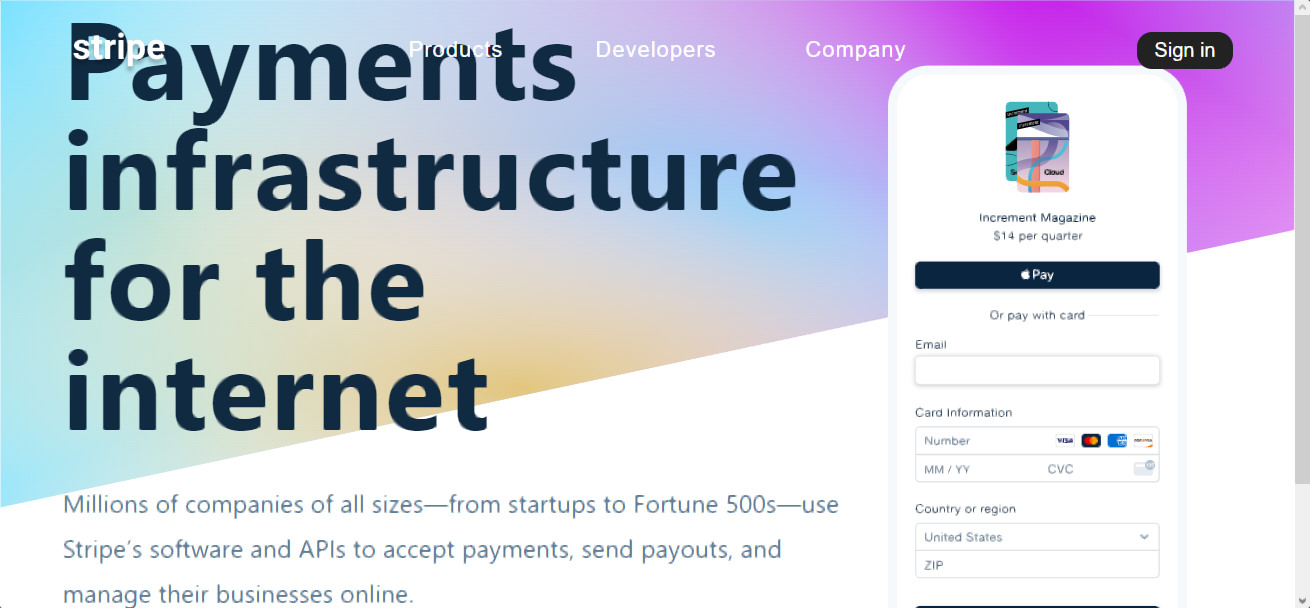 stripe
Products
Developers
Company
Sign in
Payments
infrastructure
for the
internet
Millions of companies of all sizes—from startups to Fortune 500s—use
Stripe’s software and APIs to accept payments, send payouts, and
manage their businesses online.
Cloud
Increment Magazine
$14 per quarter
Pay
Or pay with card
Email
Card Information
Number
VISA
MM / YY
CVC
Country or region
United States
ZIP